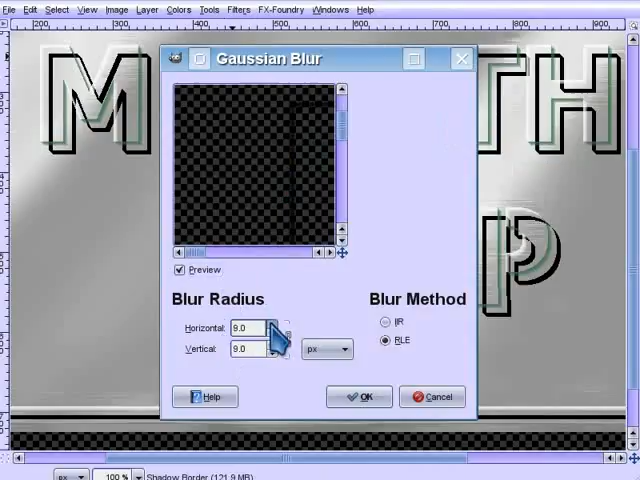 File Edit Select View Image Layer Colors Tools Filters FX-Foundry Windows Help
200 300 400 500 600 700 800 900
Gaussian Blur
M TH
P
Preview
Blur Radius Blur Method
Horizontal: 9.0 IIR
Vertical: 9.0 px RLE
Help OK Cancel
px 100 % Shadow Border (121.9 MB)